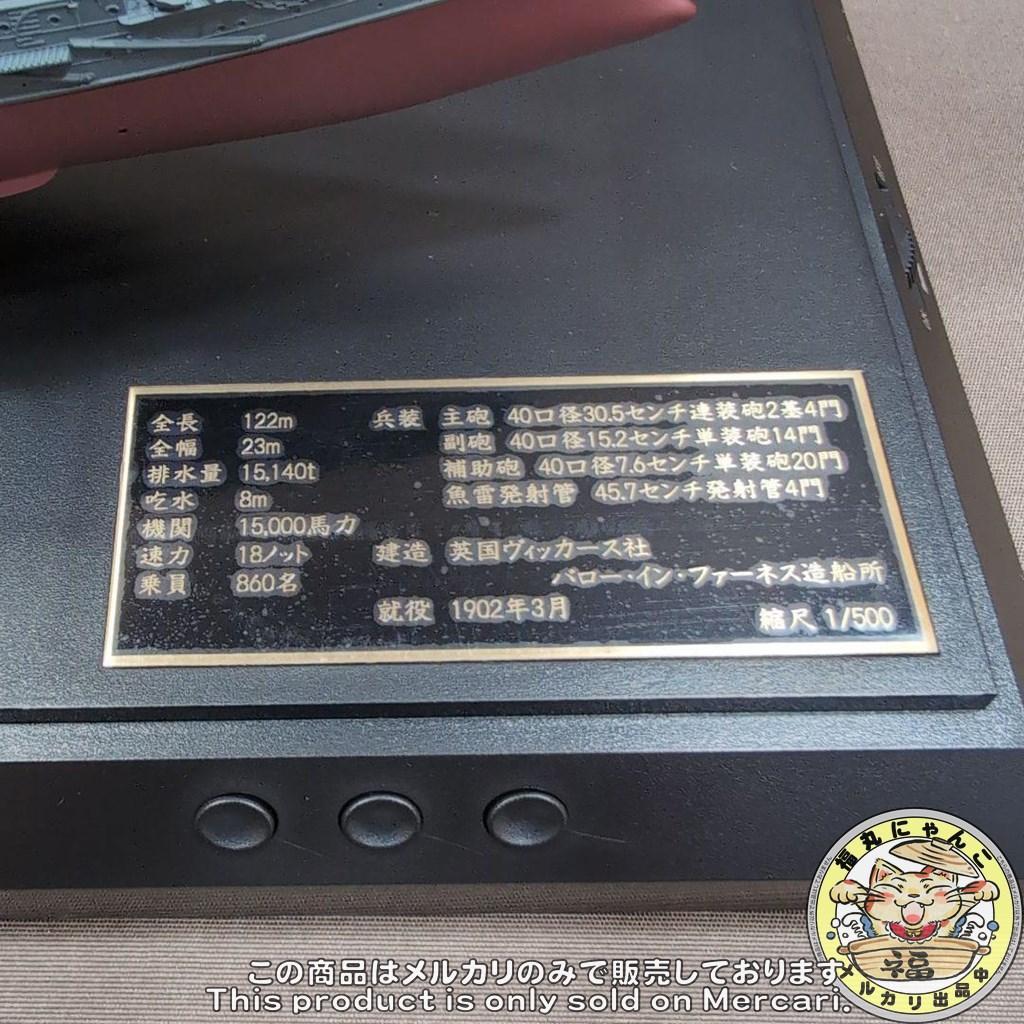 全長 122m
全幅 23m
排水量 15,140t
吃水 8m
機関 15,000馬力
速力 18ノット
乗員 860名
兵装 主砲 40口径30.5センチ連装砲2基4門
副砲 40口径15.2センチ単装砲14門
補助砲 40口径7.6センチ単装砲20門
魚雷発射管 45.7センチ発射管4門
建造 英国ヴィッカース社
バロー・イン・ファーネス造船所
就役 1902年3月
縮尺 1/500
福丸にゃんこ
福
メルカリ出品中
この商品はメルカリのみで販売しております
This product is only sold on Mercari.